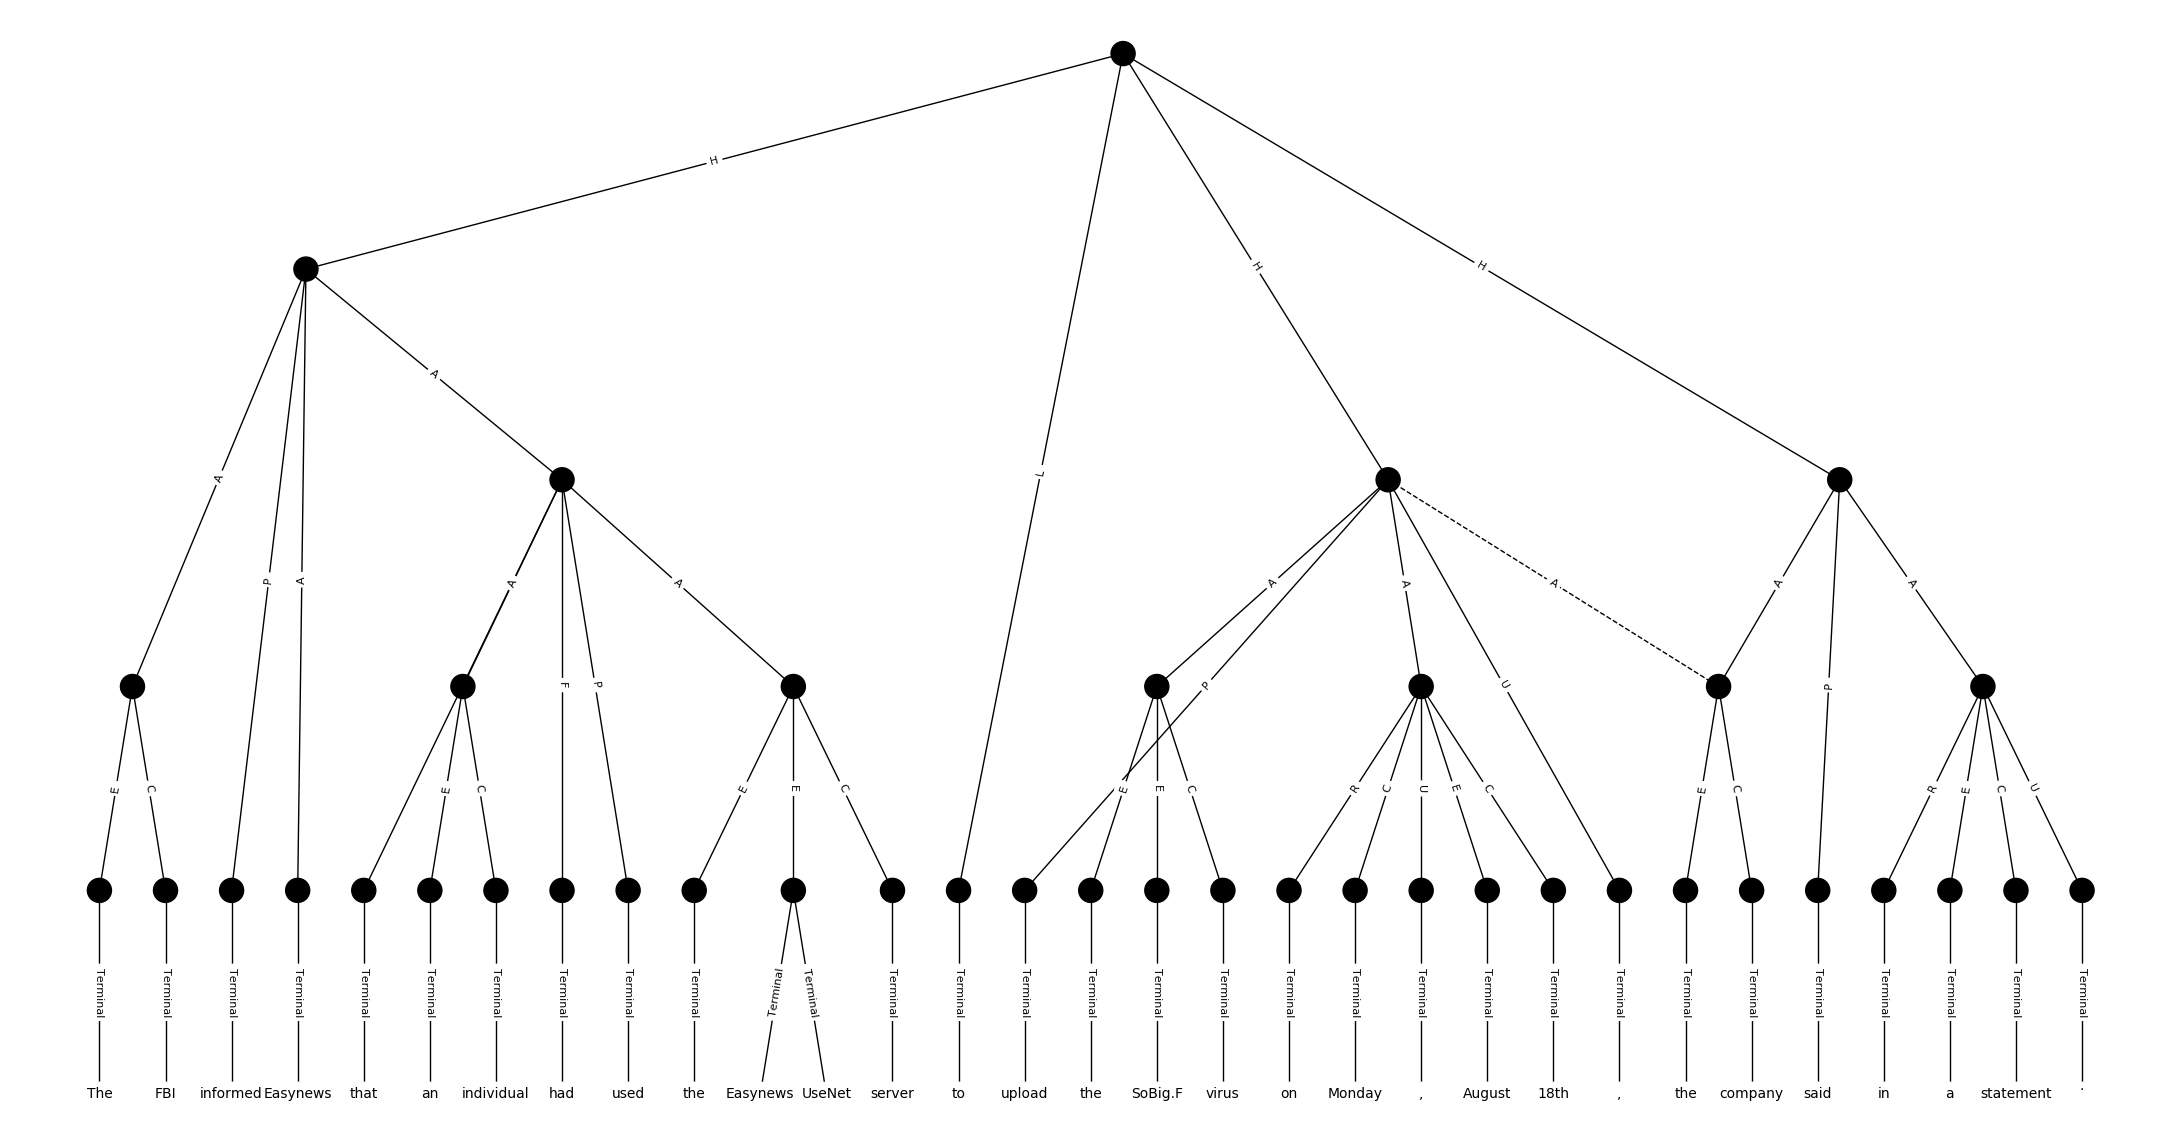 H
H
H
A
L
A
A
P
A
A
F
P
A
A
P
A
U
A
A
P
A
E
C
E
C
E
E
C
E
E
C
R
C
U
E
C
E
C
R
E
C
U
Terminal Terminal Terminal Terminal Terminal Terminal Terminal Terminal Terminal Terminal Terminal Terminal Terminal Terminal Terminal Terminal Terminal Terminal Terminal Terminal Terminal Terminal Terminal Terminal Terminal Terminal Terminal Terminal Terminal Terminal Terminal
The FBI informed Easynews that an individual had used the Easynews UseNet server to upload the SoBig.F virus on Monday , August 18th , the company said in a statement .